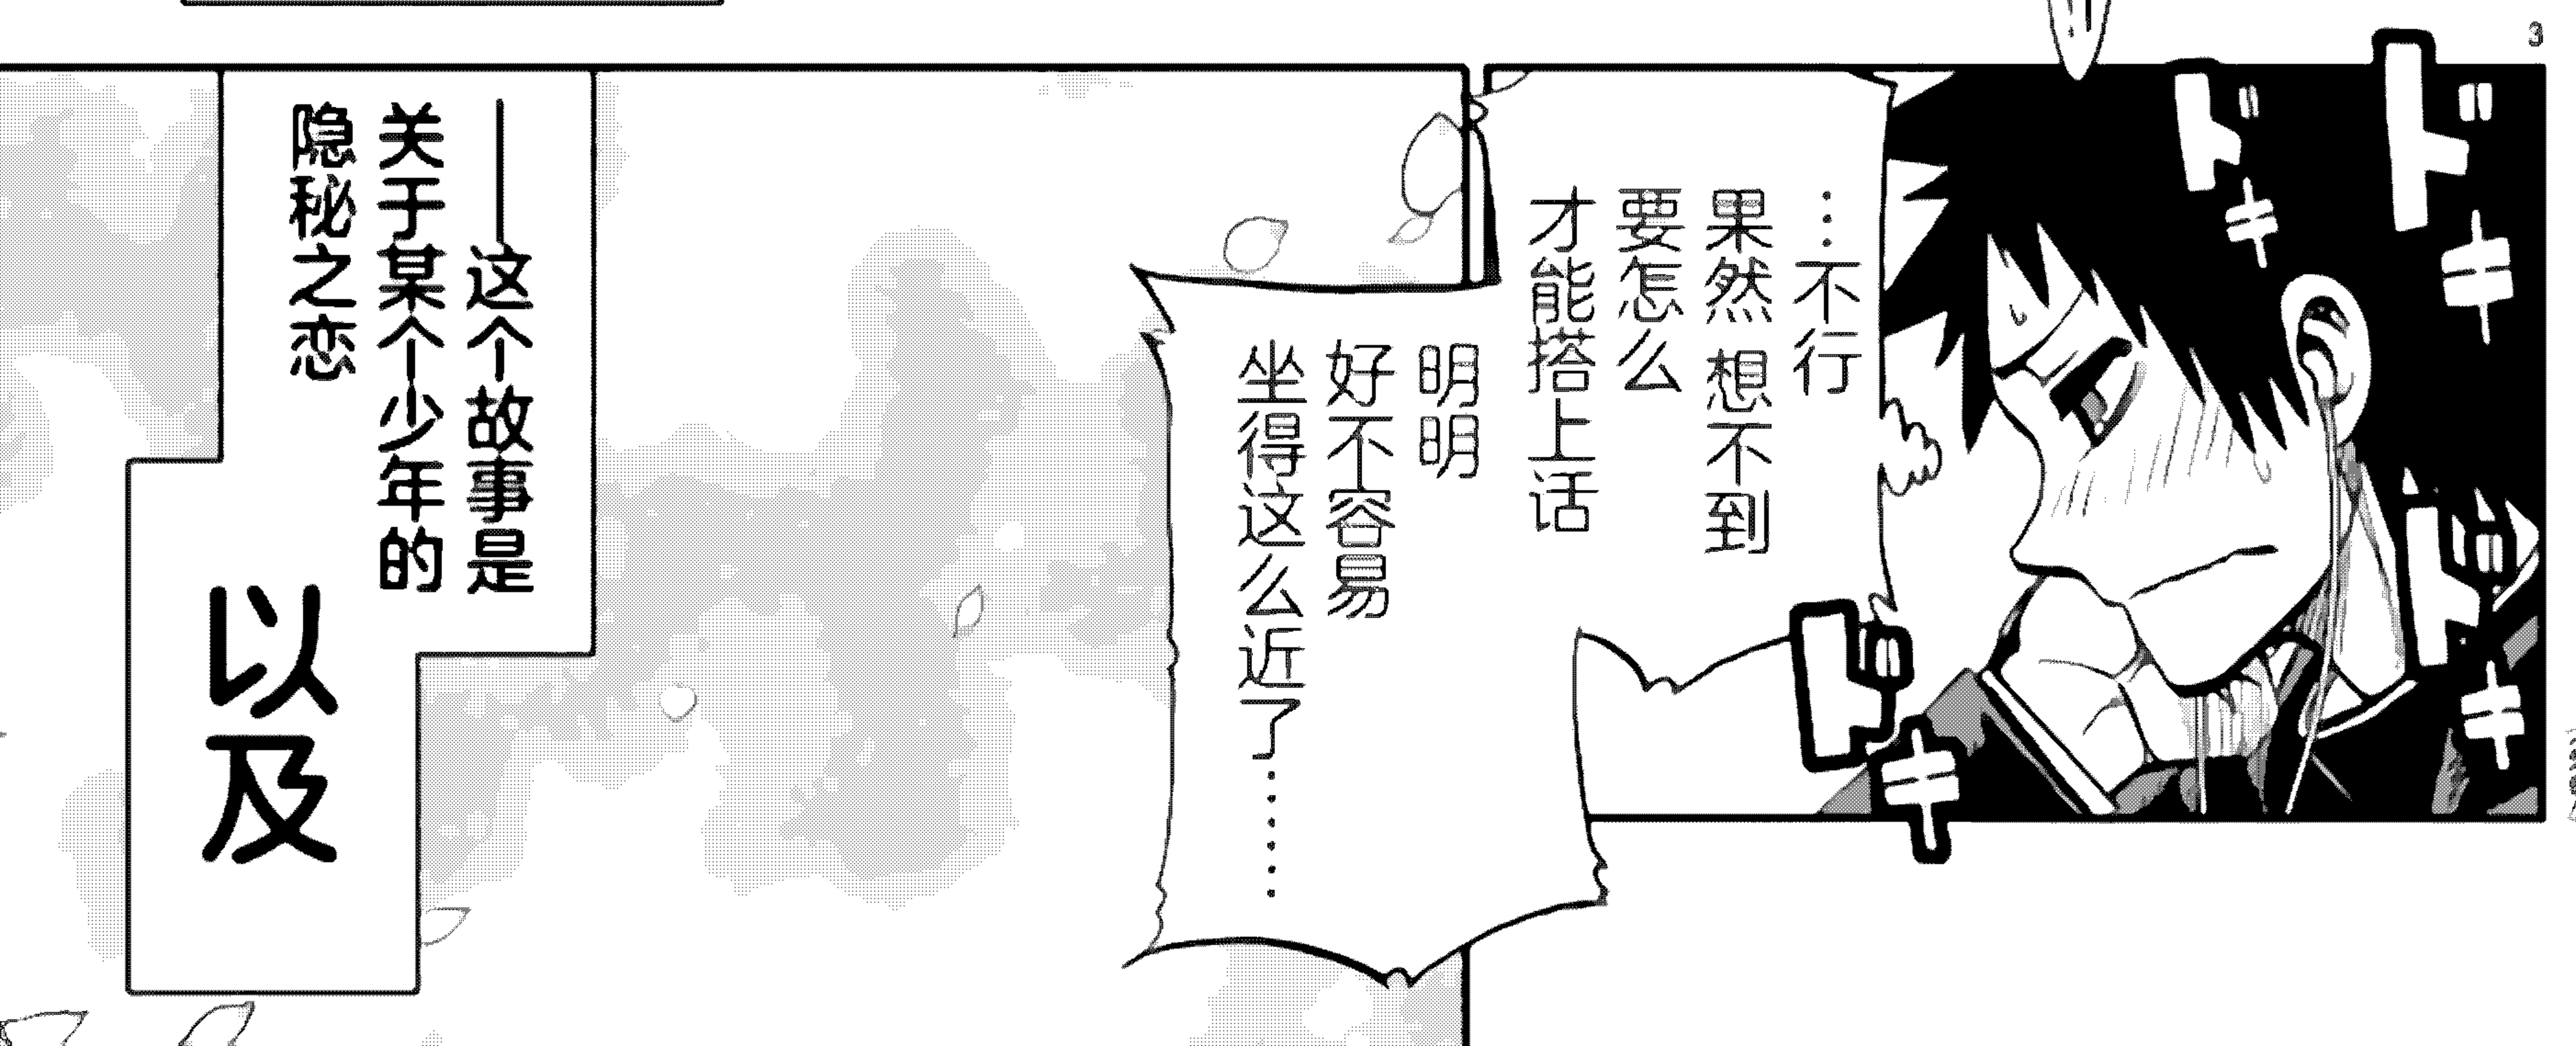 3
ドキ
ドキ
ドキ
ドキ
…不行
果然 想不到
要怎么
才能搭上话
明明
好不容易
坐得这么近了……
——这个故事是
关于某个少年的
隐秘之恋
以及